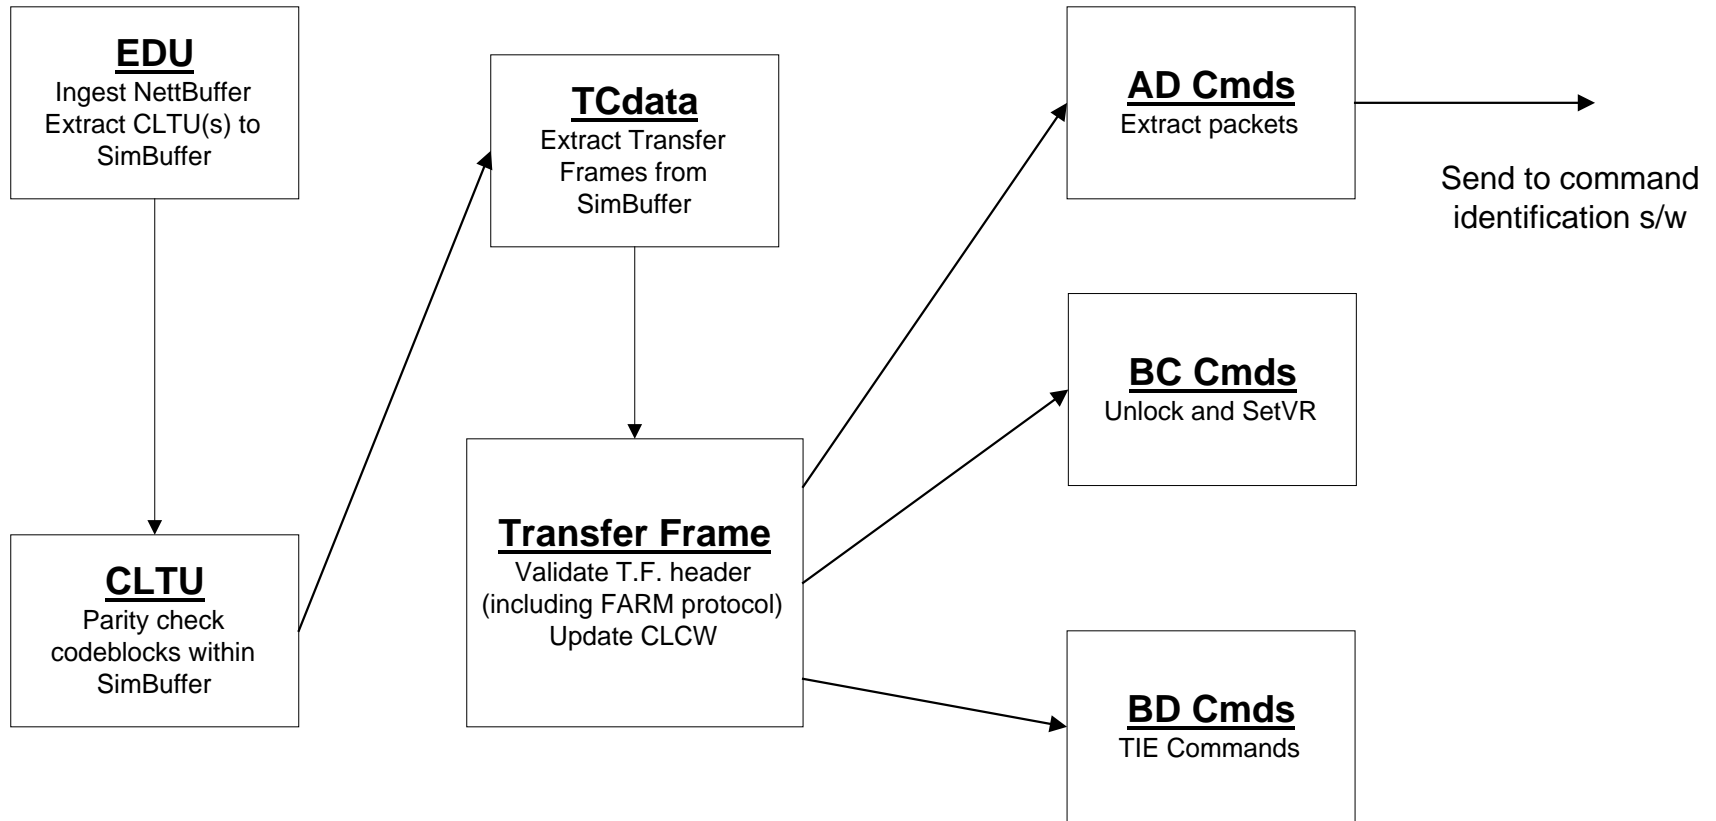 EDU
Ingest NettBuffer
Extract CLTU(s) to
SimBuffer
CLTU
Parity check
codeblocks within
SimBuffer
TCdata
Extract Transfer
Frames from
SimBuffer
Transfer Frame
Validate T.F. header
(including FARM protocol)
Update CLCW
AD Cmds
Extract packets
Send to command
identification s/w
BC Cmds
Unlock and SetVR
BD Cmds
TIE Commands